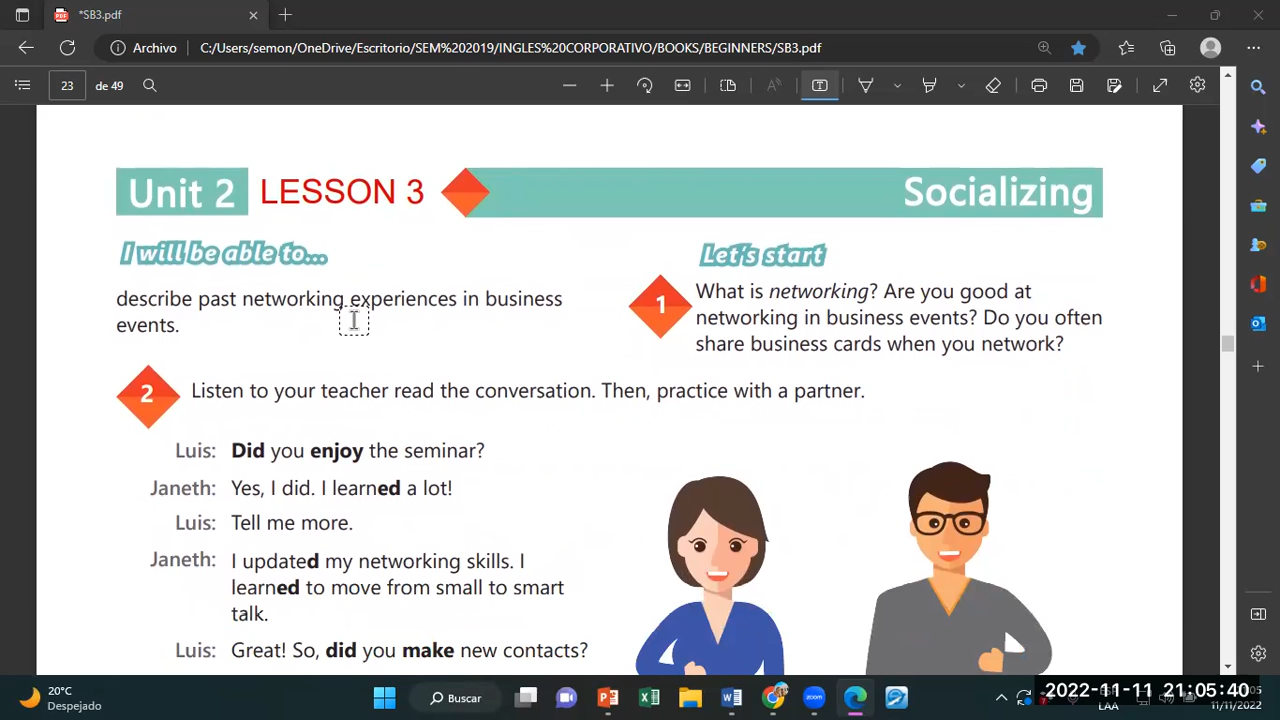 *SB3.pdf
Archivo
C:/Users/semon/OneDrive/Escritorio/SEM%202019/INGLES%20CORPORATIVO/BOOKS/BEGINNERS/SB3.pdf
23 de 49
Unit 2 LESSON 3 Socializing
I will be able to...
describe past networking experiences in business
events.
Let's start
1
What is networking? Are you good at
networking in business events? Do you often
share business cards when you network?
2 Listen to your teacher read the conversation. Then, practice with a partner.
Luis: Did you enjoy the seminar?
Janeth: Yes, I did. I learned a lot!
Luis: Tell me more.
Janeth: I updated my networking skills. I
learned to move from small to smart
talk.
Luis: Great! So, did you make new contacts?
20°C
Despejado
Buscar
LAA
2022-11-11 21:05:40
11/11/2022